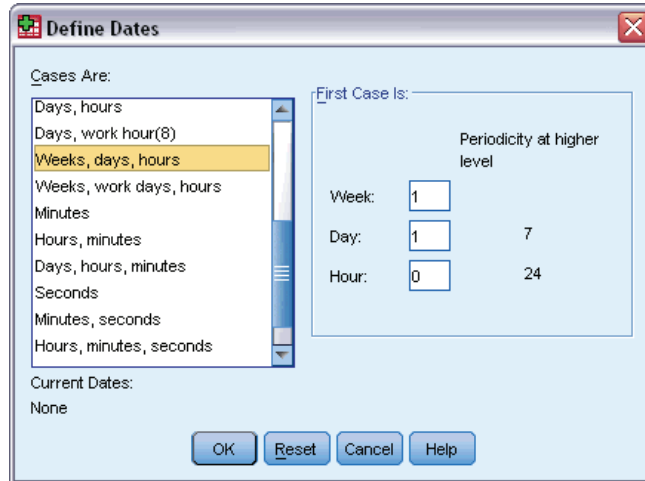 Define Dates
Cases Are:
Days, hours
Days, work hour(8)
Weeks, days, hours
Weeks, work days, hours
Minutes
Hours, minutes
Days, hours, minutes
Seconds
Minutes, seconds
Hours, minutes, seconds
Current Dates:
None
First Case Is:
Periodicity at higher
level
Week: 1
Day: 1 7
Hour: 0 24
OK Reset Cancel Help